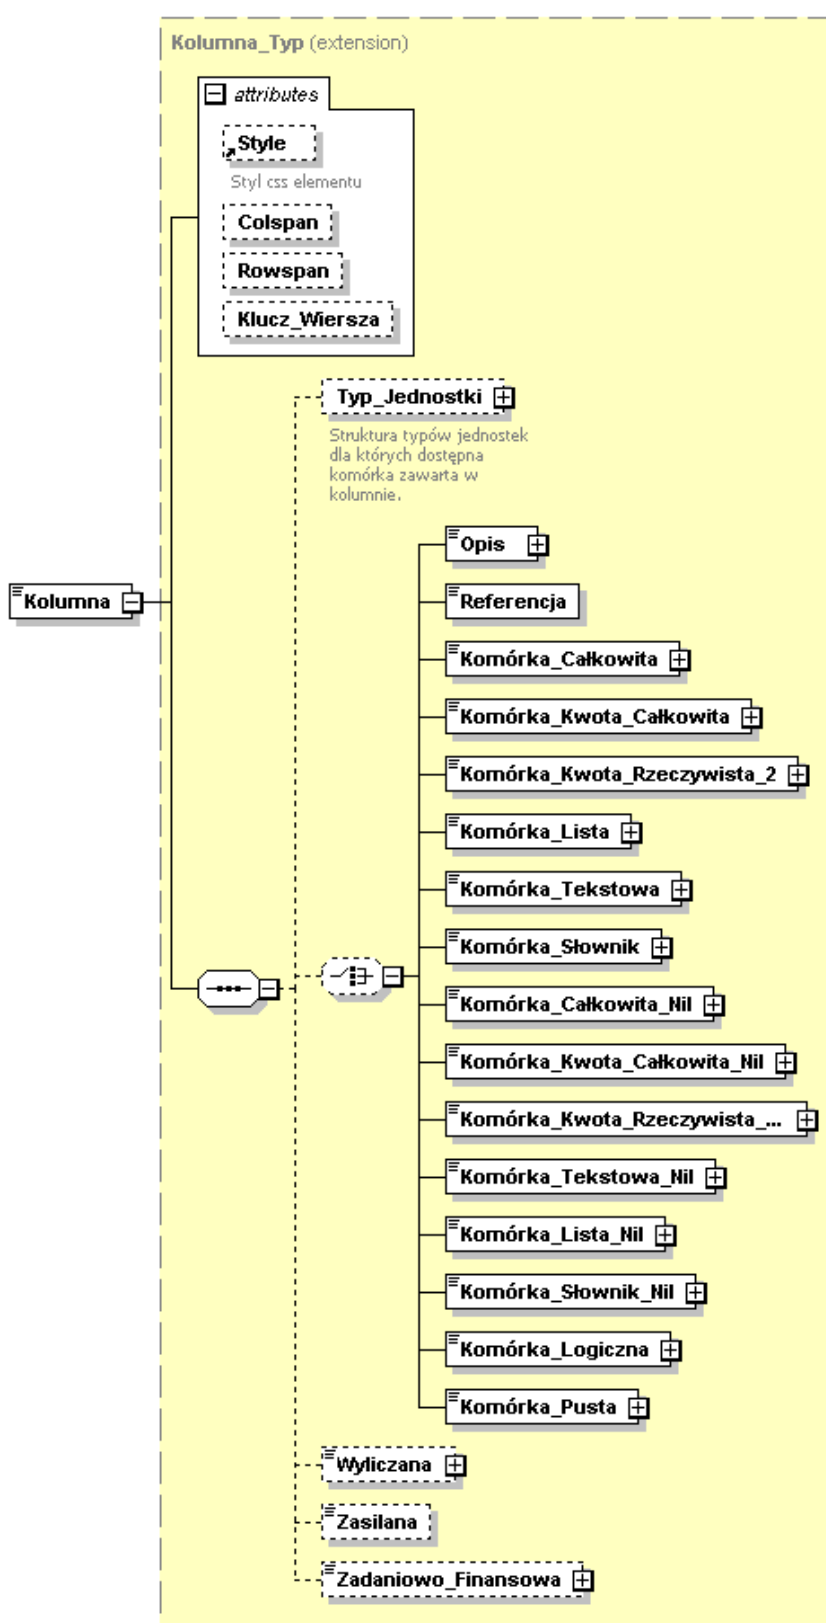 Kolumna_Typ (extension)
attributes
Style
Styl css elementu
Colspan
Rowspan
Klucz_Wiersza
Typ_Jednostki
Struktura typów jednostek
dla których dostępna
komórka zawarta w
kolumnie.
Opis
Kolumna
Referencja
Komórka_Całkowita
Komórka_Kwota_Całkowita
Komórka_Kwota_Rzeczywista_2
Komórka_Lista
Komórka_Tekstowa
Komórka_Słownik
Komórka_Całkowita_Nil
Komórka_Kwota_Całkowita_Nil
Komórka_Kwota_Rzeczywista_...
Komórka_Tekstowa_Nil
Komórka_Lista_Nil
Komórka_Słownik_Nil
Komórka_Logiczna
Komórka_Pusta
Wyliczana
Zasilana
Zadaniowo_Finansowa